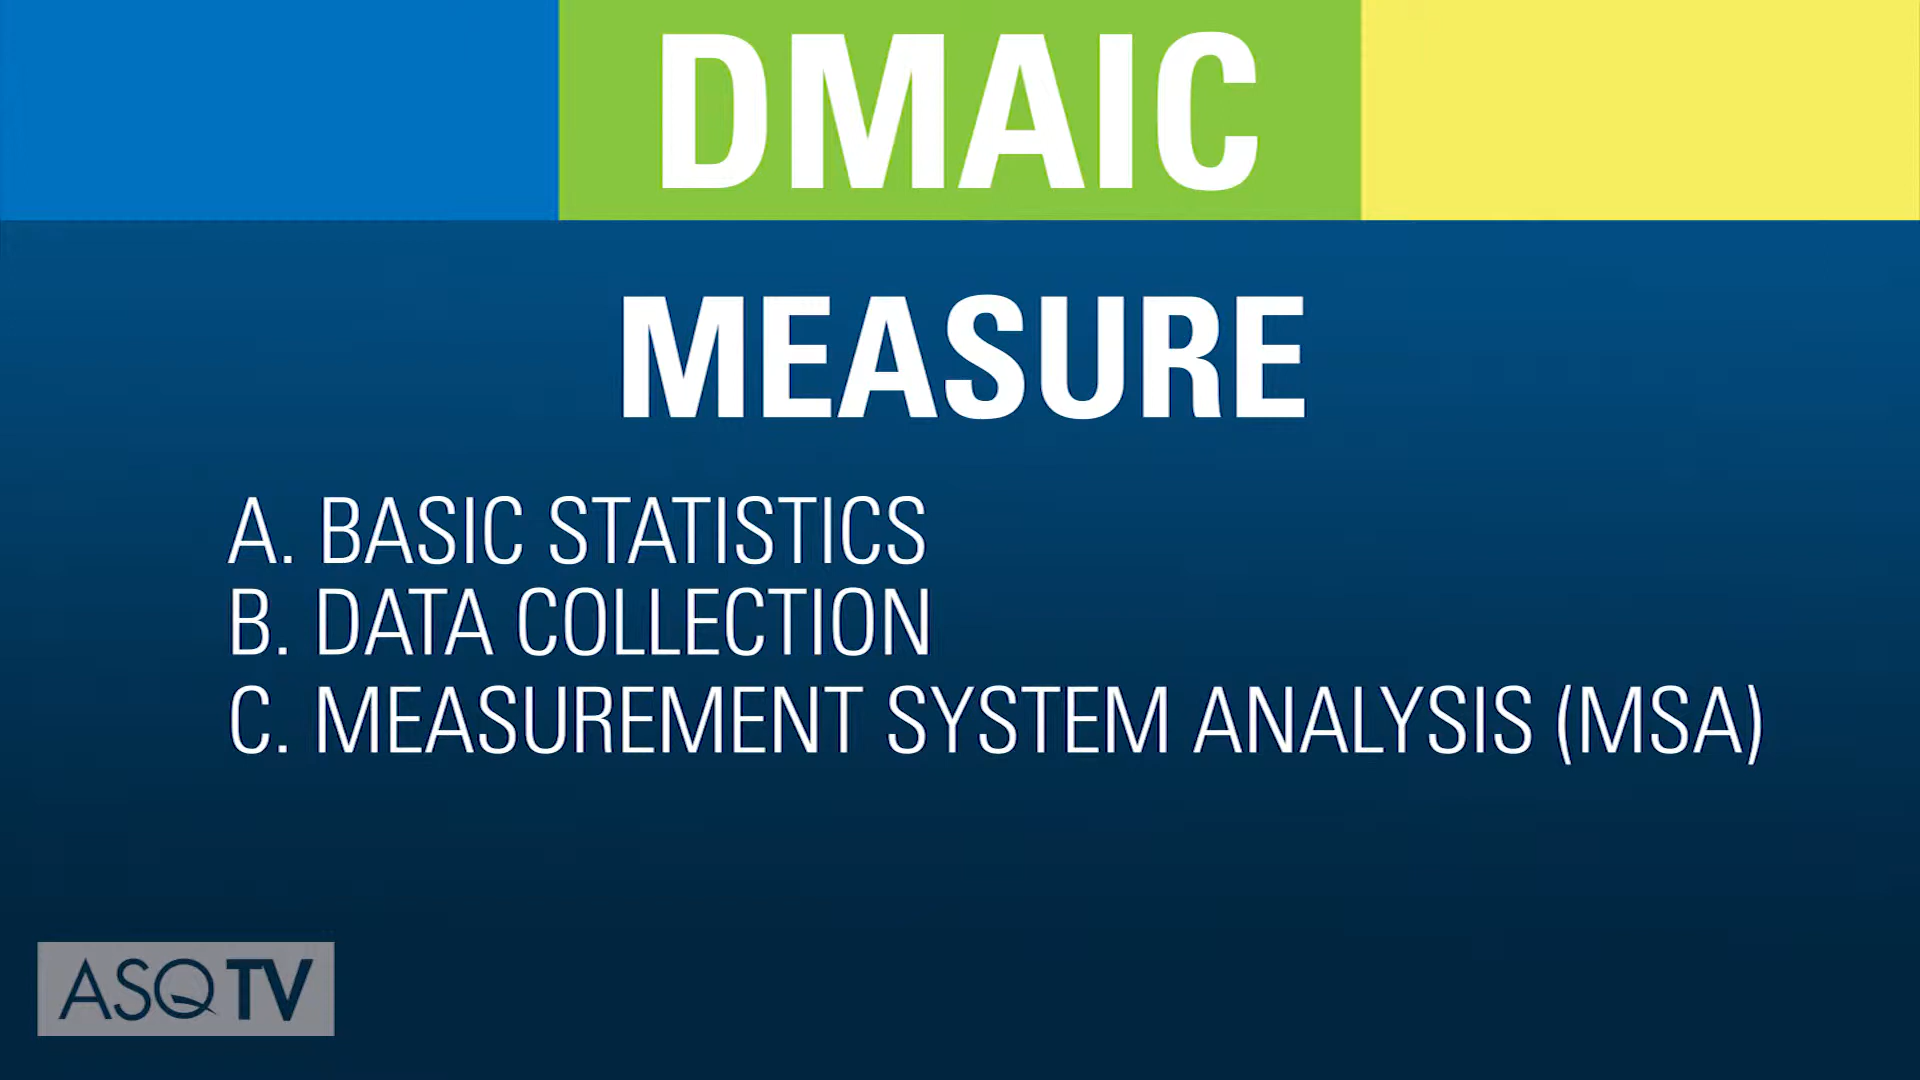 DMAIC
MEASURE
A. BASIC STATISTICS
B. DATA COLLECTION
C. MEASUREMENT SYSTEM ANALYSIS (MSA)
ASQ TV